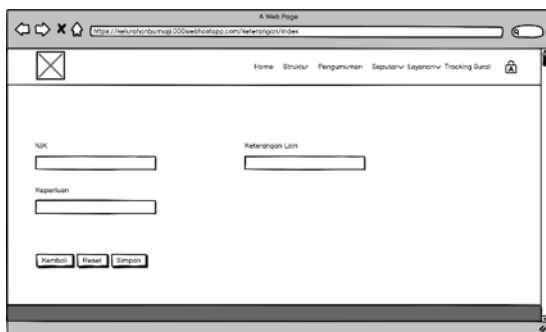 A Web Page
https://kelurahanbumiaji.000webhostapp.com/keterangan/index
Home Struktur Pengumuman Seputar Layanan Tracking Surat
NIK
Keterangan Lain
Keperluan
Kembali Reset Simpan